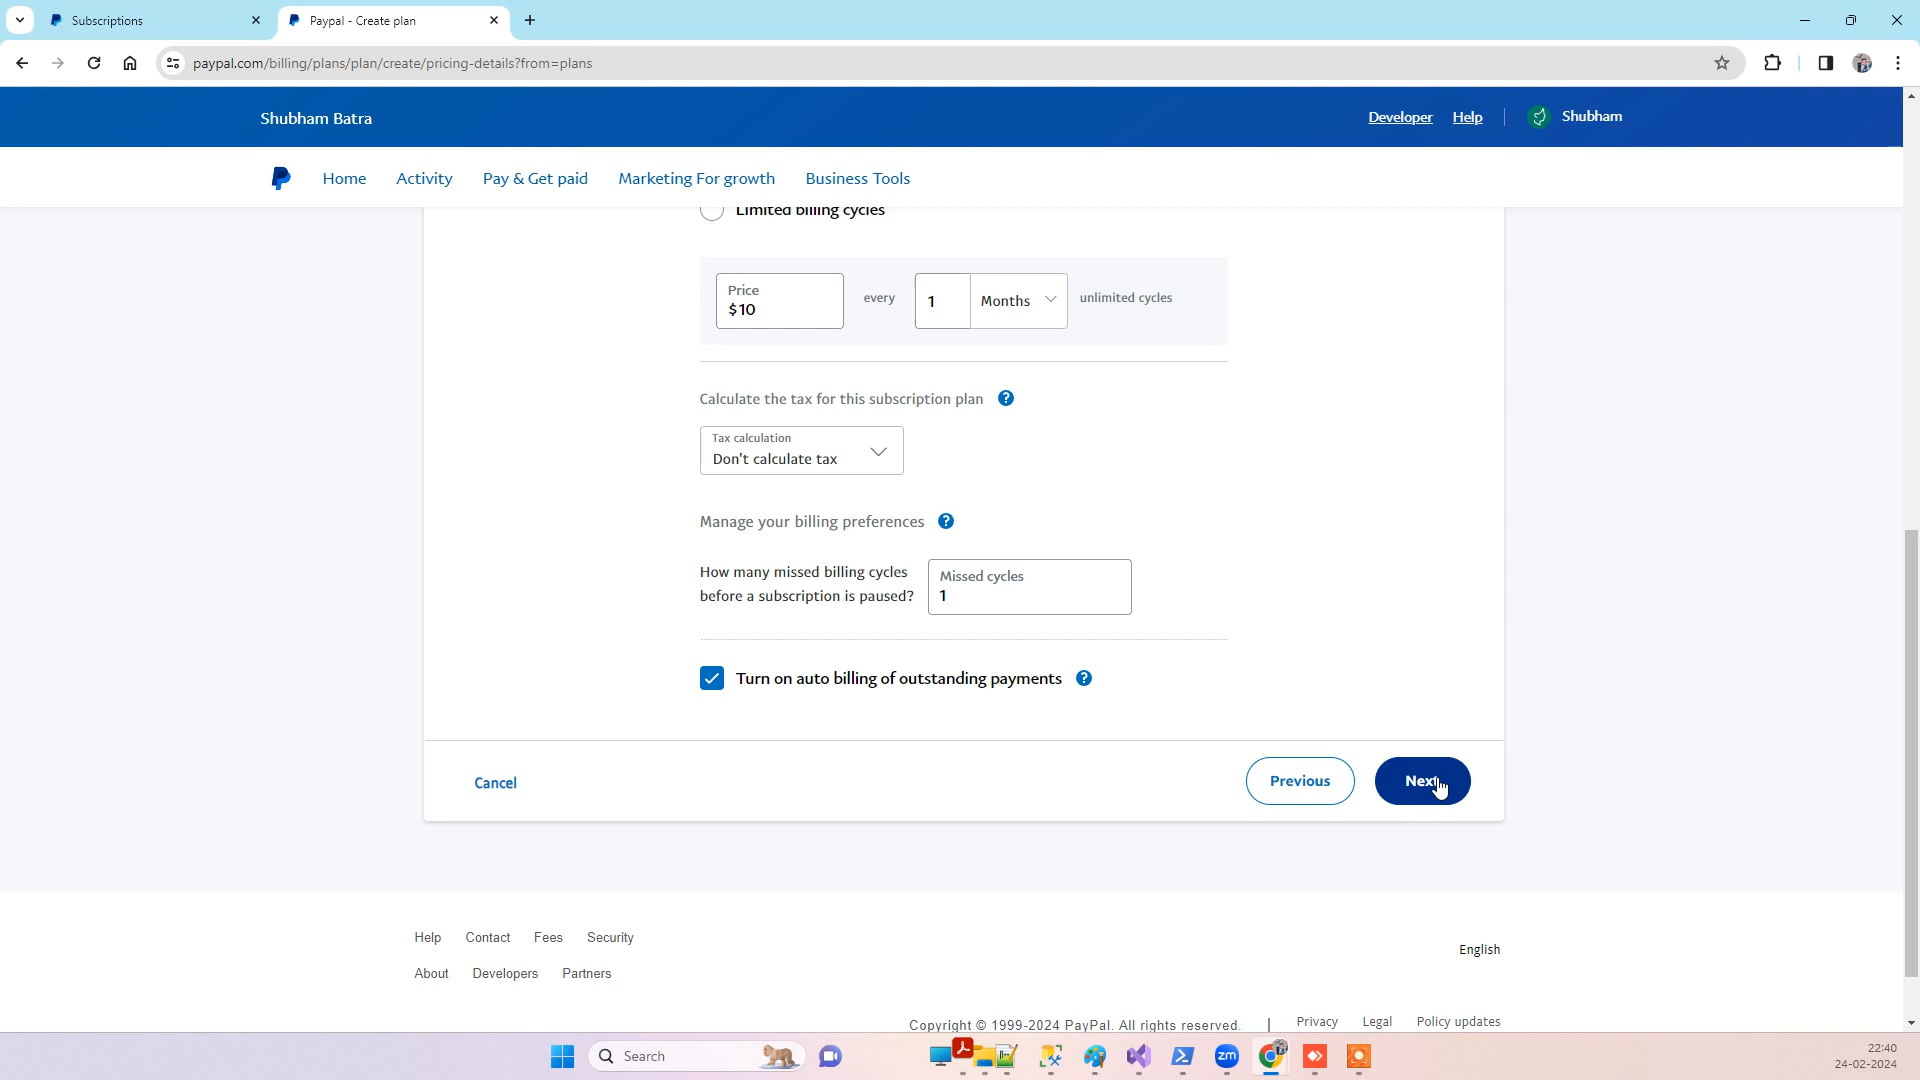 Subscriptions
Paypal - Create plan
paypal.com/billing/plans/plan/create/pricing-details?from=plans
Shubham Batra
Developer Help Shubham
Home Activity Pay & Get paid Marketing For growth Business Tools
Limited billing cycles
Price
$10
every
1
Months
unlimited cycles
Calculate the tax for this subscription plan ?
Tax calculation
Don't calculate tax
Manage your billing preferences ?
How many missed billing cycles
before a subscription is paused?
Missed cycles
1
Turn on auto billing of outstanding payments ?
Cancel
Previous
Next
Help Contact Fees Security
English
About Developers Partners
Copyright © 1999-2024 PayPal. All rights reserved. | Privacy Legal Policy updates
Search
zm
22:40
24-02-2024